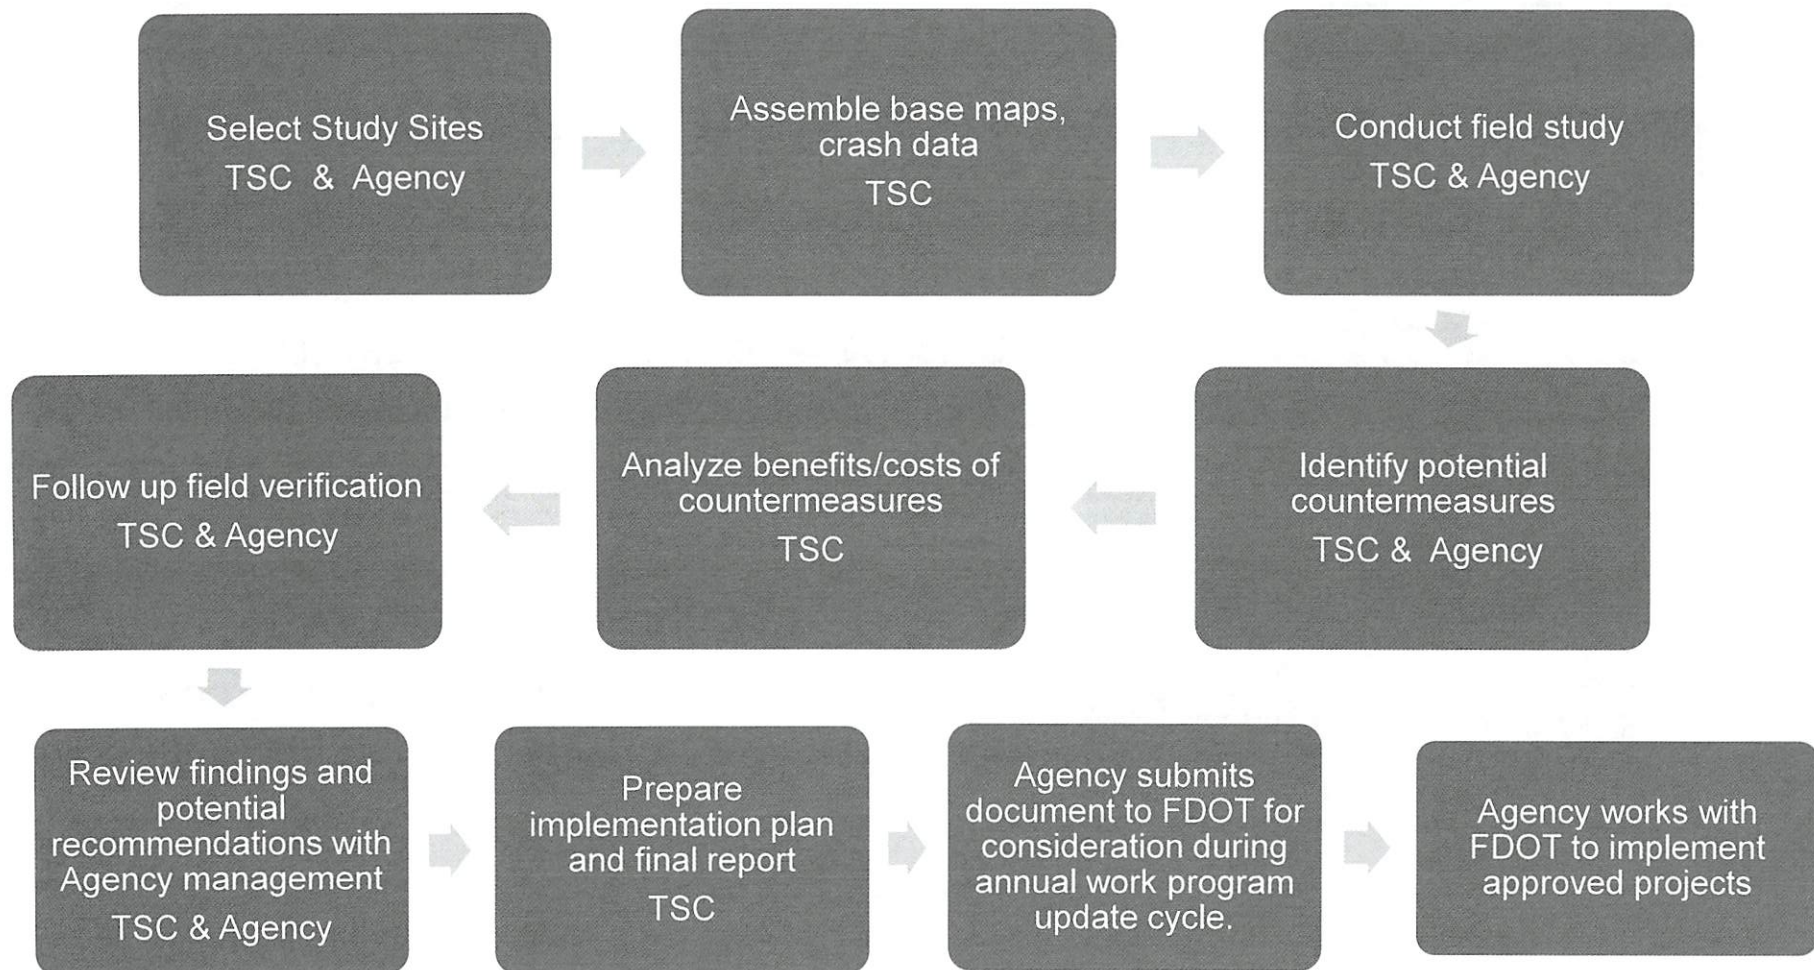 Select Study Sites
TSC & Agency
Assemble base maps,
crash data
TSC
Conduct field study
TSC & Agency
Identify potential
countermeasures
TSC & Agency
Analyze benefits/costs of
countermeasures
TSC
Follow up field verification
TSC & Agency
Review findings and
potential
recommendations with
Agency management
TSC & Agency
Prepare
implementation plan
and final report
TSC
Agency submits
document to FDOT for
consideration during
annual work program
update cycle.
Agency works with
FDOT to implement
approved projects